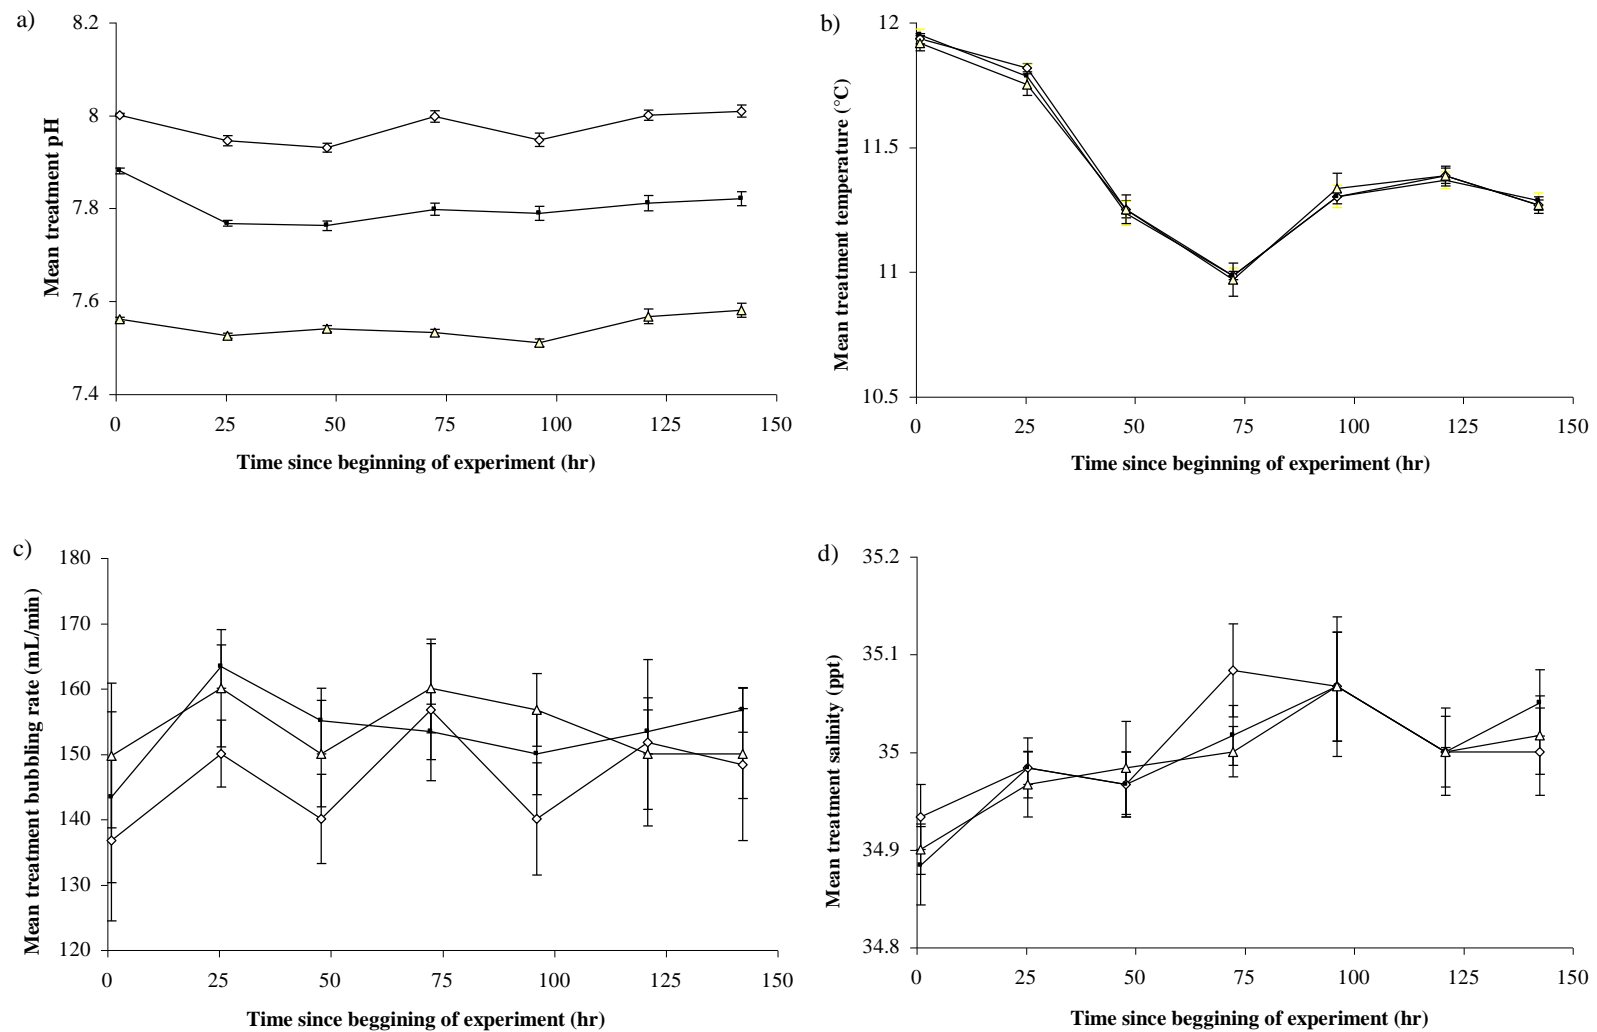 a)
Mean treatment pH
8.2
8
7.8
7.6
7.4
0 25 50 75 100 125 150
Time since beginning of experiment (hr)
b)
Mean treatment temperature (°C)
12
11.5
11
10.5
0 25 50 75 100 125 150
Time since beginning of experiment (hr)
c)
Mean treatment bubbling rate (mL/min)
180
170
160
150
140
130
120
0 25 50 75 100 125 150
Time since beggining of experiment (hr)
d)
Mean treatment salinity (ppt)
35.2
35.1
35
34.9
34.8
0 25 50 75 100 125 150
Time since beggining of experiment (hr)